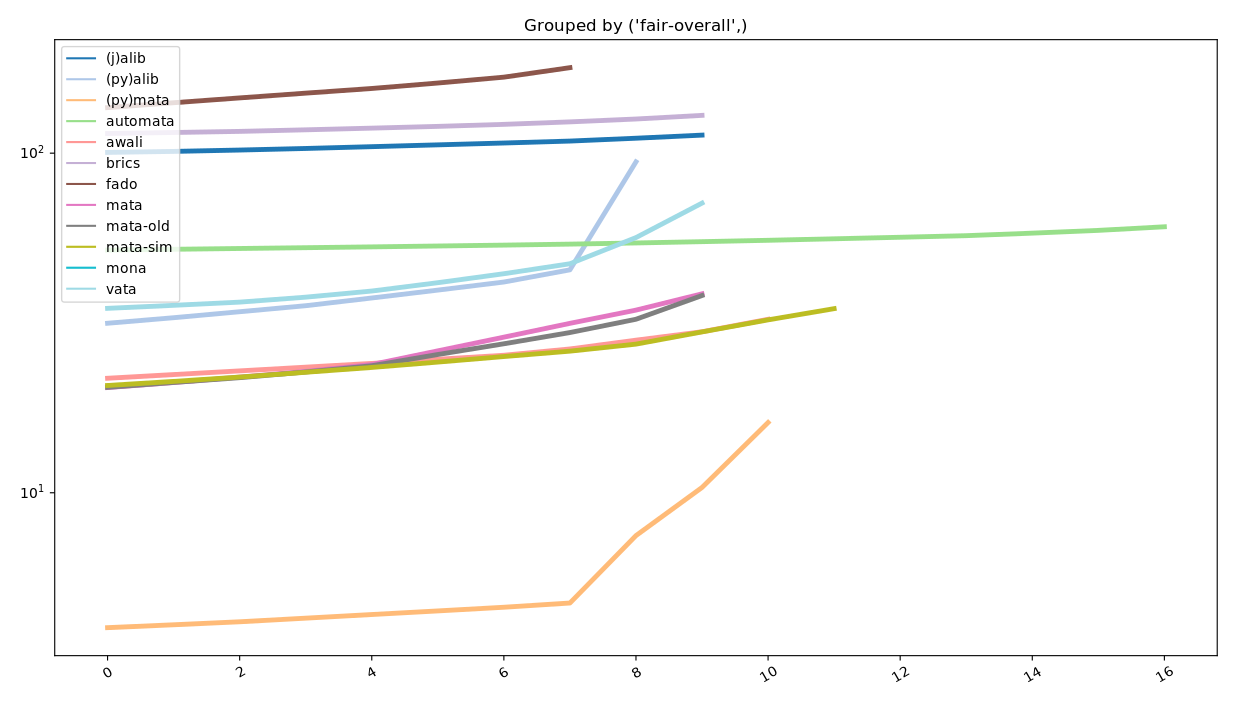 Grouped by ('fair-overall',)
(j)alib
(py)alib
(py)mata
automata
awali
brics
fado
mata
mata-old
mata-sim
mona
vata
10²
10¹
0 2 4 6 8 10 12 14 16